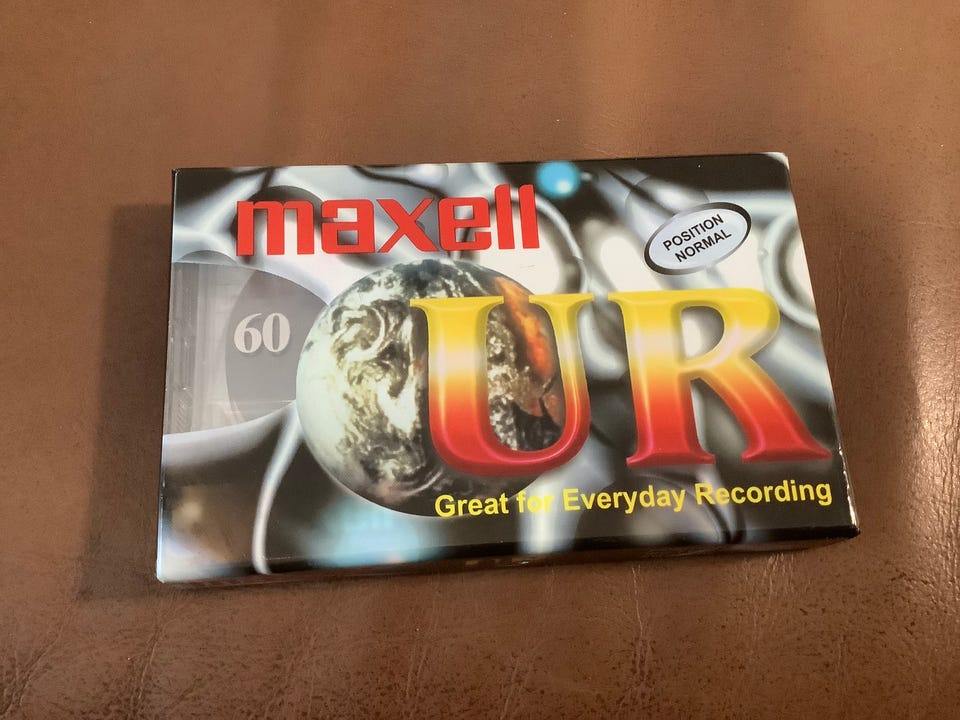 maxell
POSITION
NORMAL
60
UR
Great for Everyday Recording